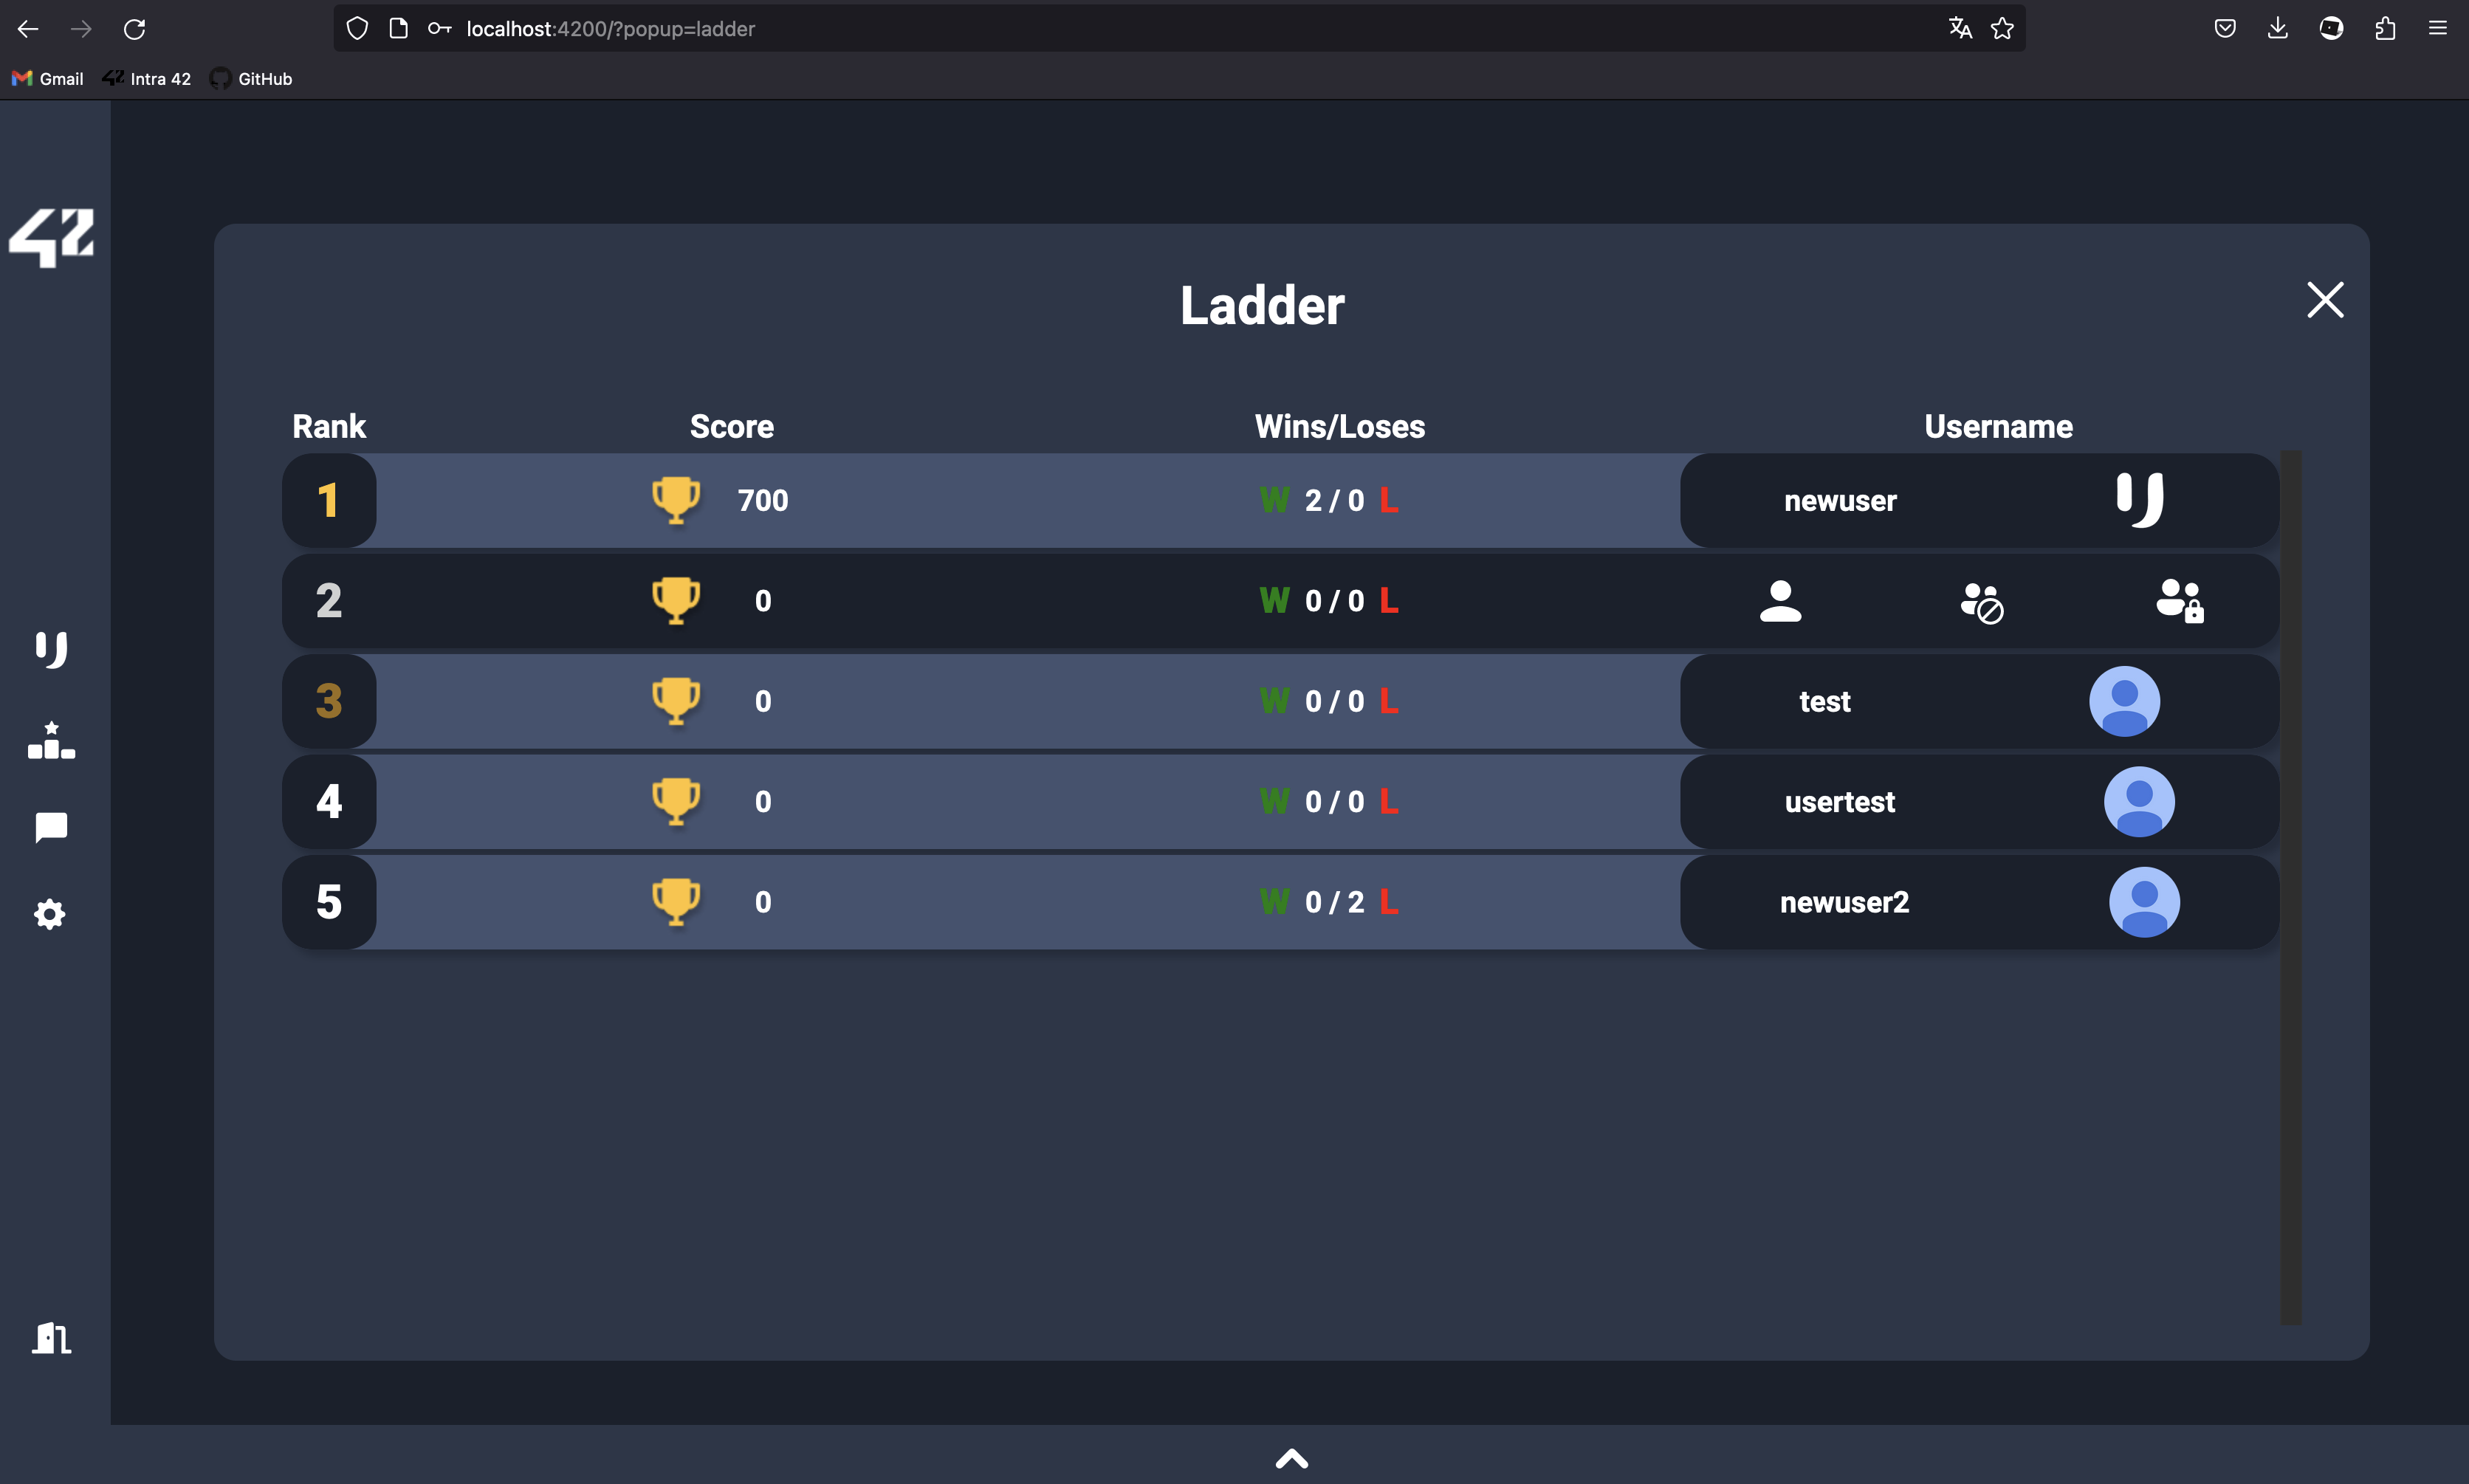 localhost:4200/?popup=ladder
Gmail 42 Intra 42 GitHub
42
Ladder
Rank Score Wins/Loses Username
1 700 W 2 / 0 L newuser
2 0 W 0 / 0 L
3 0 W 0 / 0 L test
4 0 W 0 / 0 L usertest
5 0 W 0 / 2 L newuser2